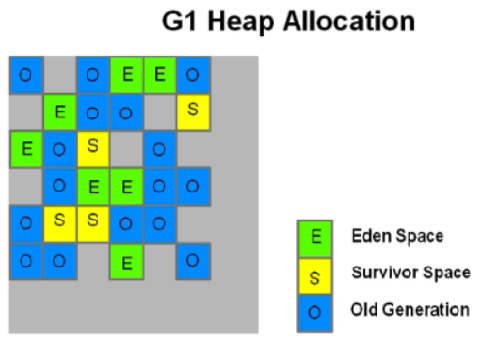 G1 Heap Allocation
O O E E O
E O O S
E O S O
O E E O O
O S S O O
O O E O
E Eden Space
S Survivor Space
O Old Generation